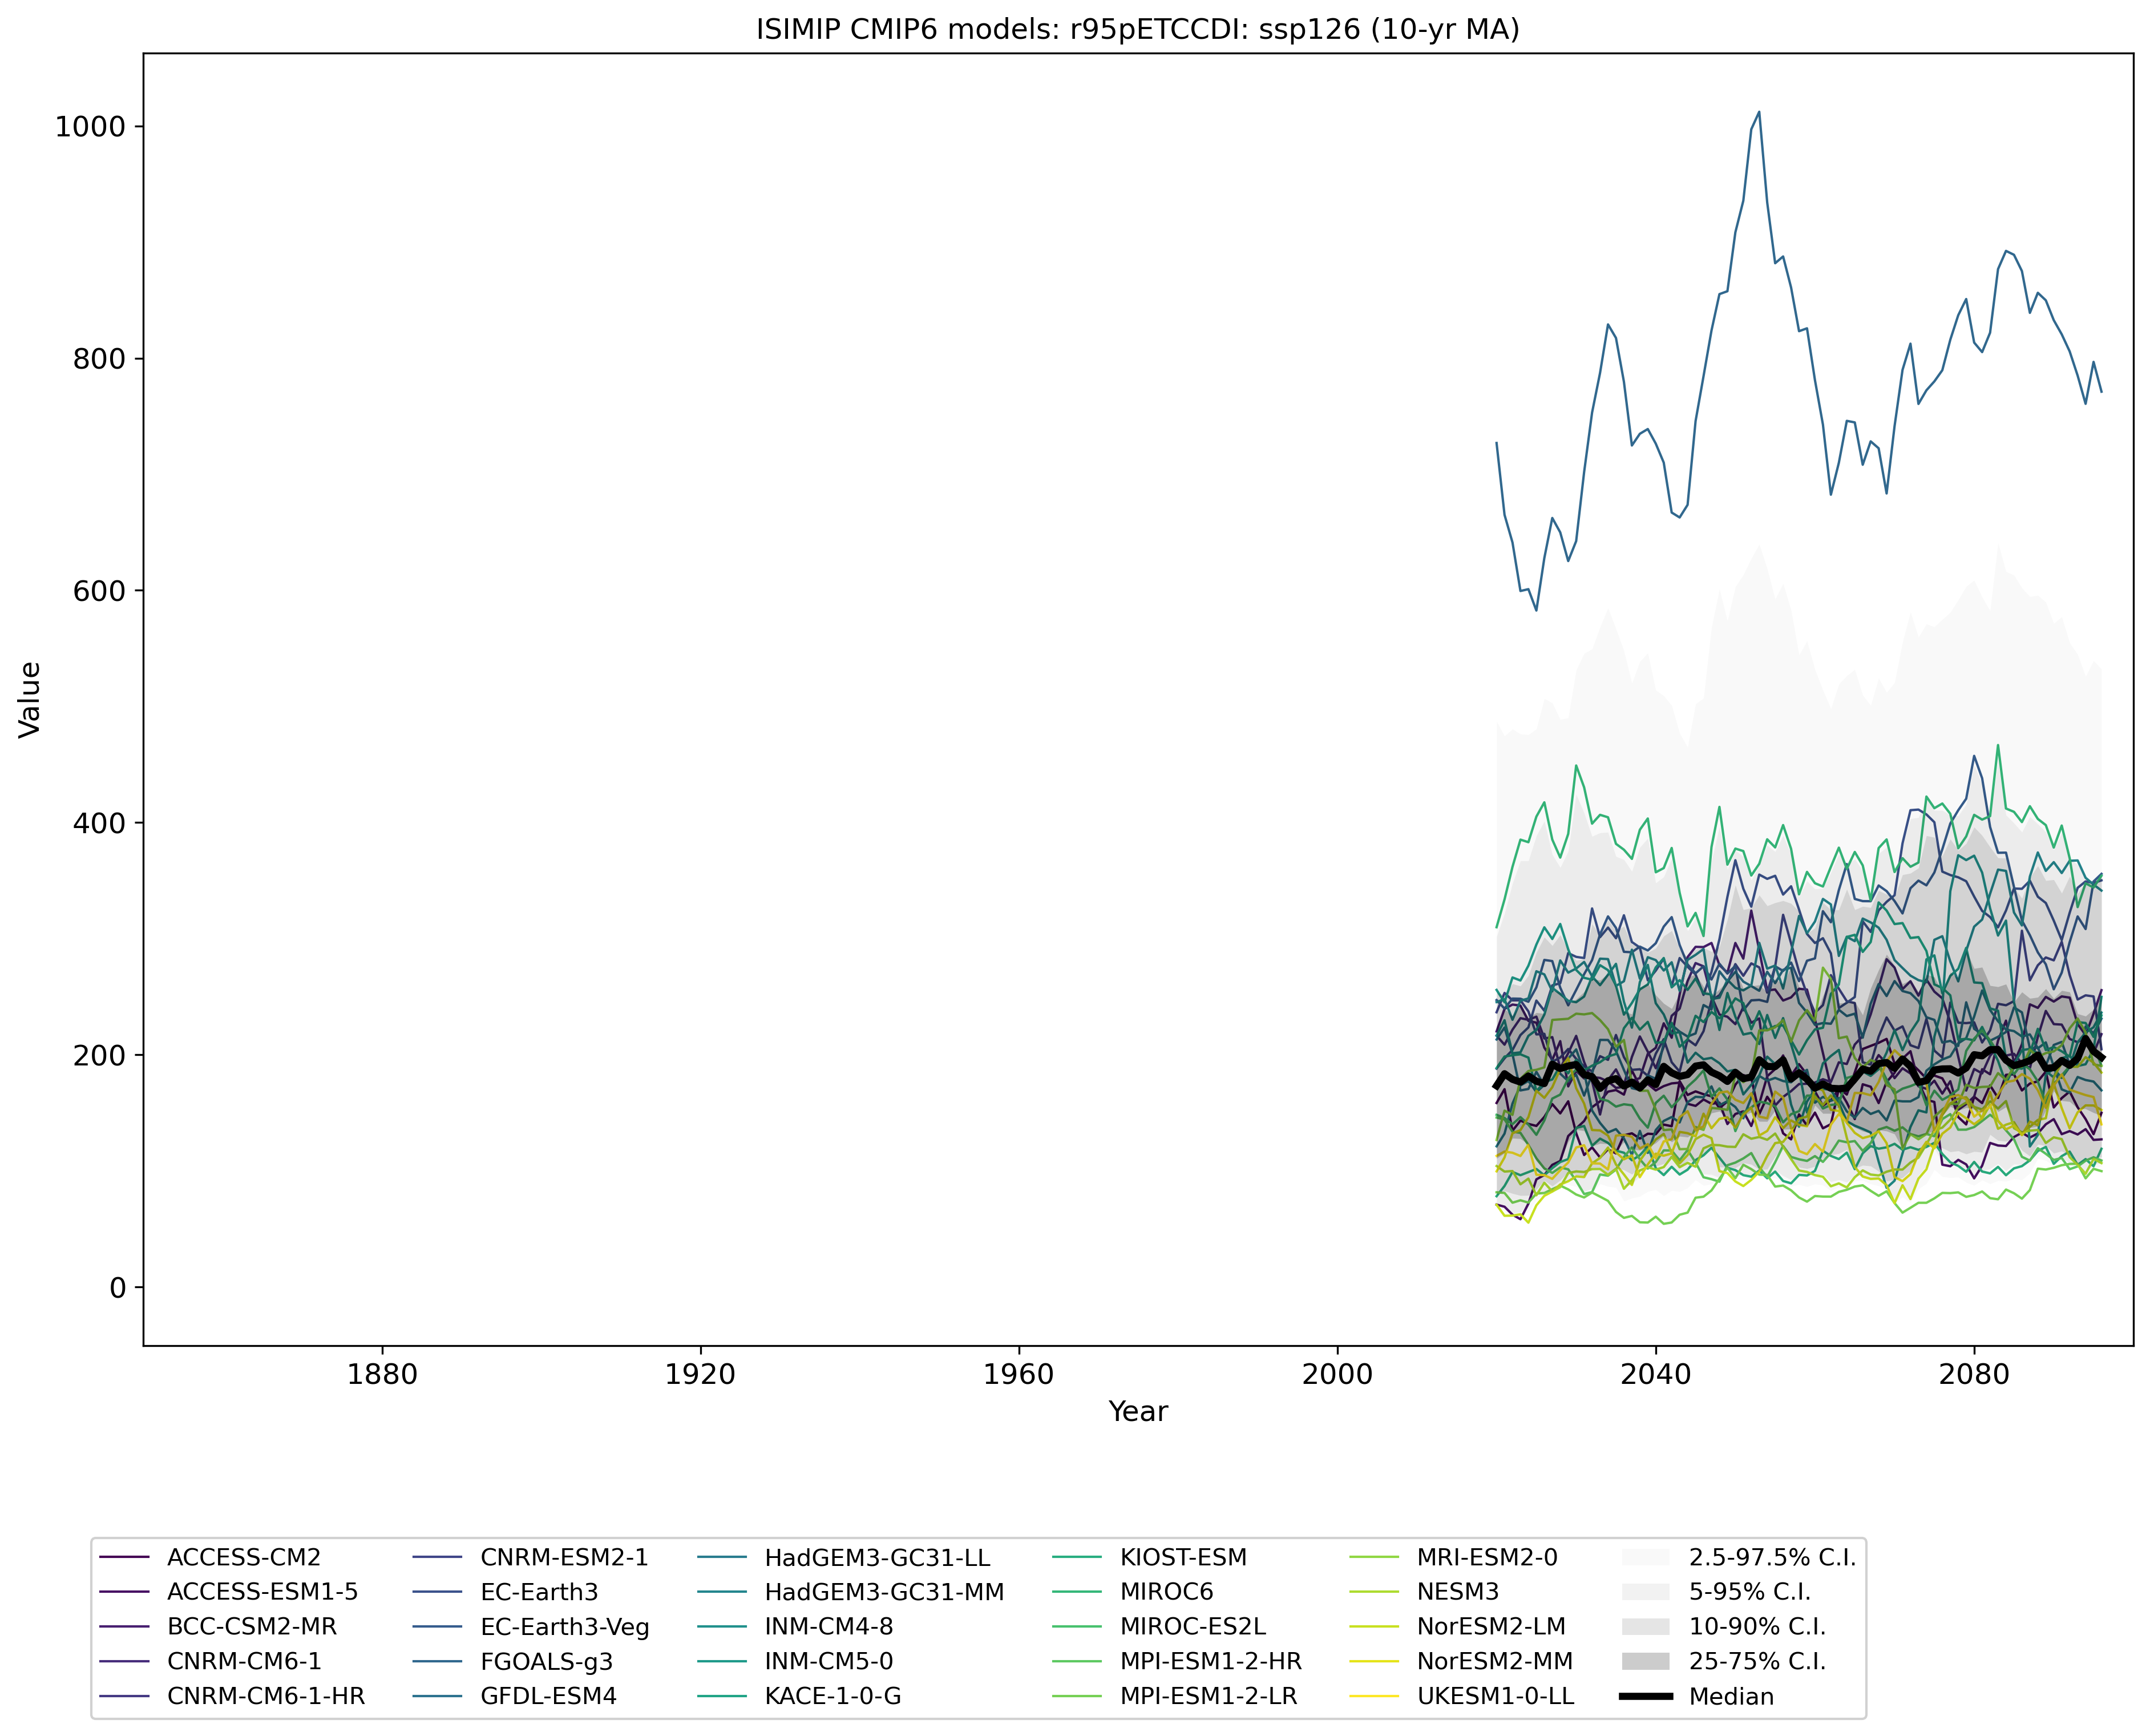 ISIMIP CMIP6 models: r95pETCCDI: ssp126 (10-yr MA)
1000
800
600
400
200
0
Value
1880 1920 1960 2000 2040 2080
Year
ACCESS-CM2 CNRM-ESM2-1 HadGEM3-GC31-LL KIOST-ESM MRI-ESM2-0 2.5-97.5% C.I.
ACCESS-ESM1-5 EC-Earth3 HadGEM3-GC31-MM MIROC6 NESM3 5-95% C.I.
BCC-CSM2-MR EC-Earth3-Veg INM-CM4-8 MIROC-ES2L NorESM2-LM 10-90% C.I.
CNRM-CM6-1 FGOALS-g3 INM-CM5-0 MPI-ESM1-2-HR NorESM2-MM 25-75% C.I.
CNRM-CM6-1-HR GFDL-ESM4 KACE-1-0-G MPI-ESM1-2-LR UKESM1-0-LL Median